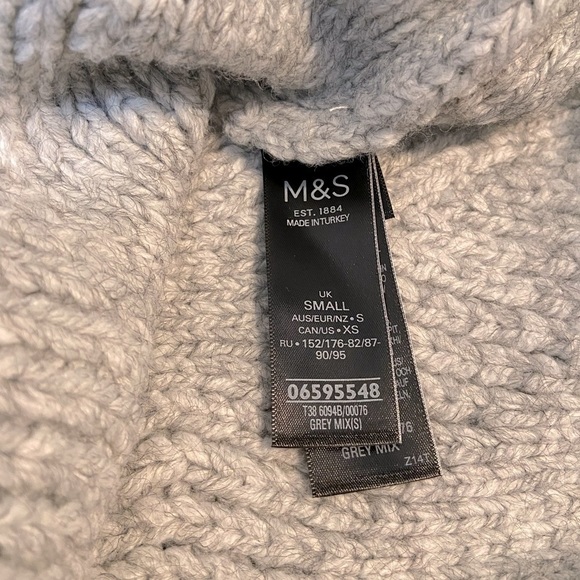 M&S
EST. 1884
MADE IN TURKEY
UK
SMALL
AUS/EUR/NZ • S
CAN/US • XS
RU • 152/176-82/87-
90/95
06595548
T38 6094B/00076
GREY MIX(S)
GREY MIX
Z14T